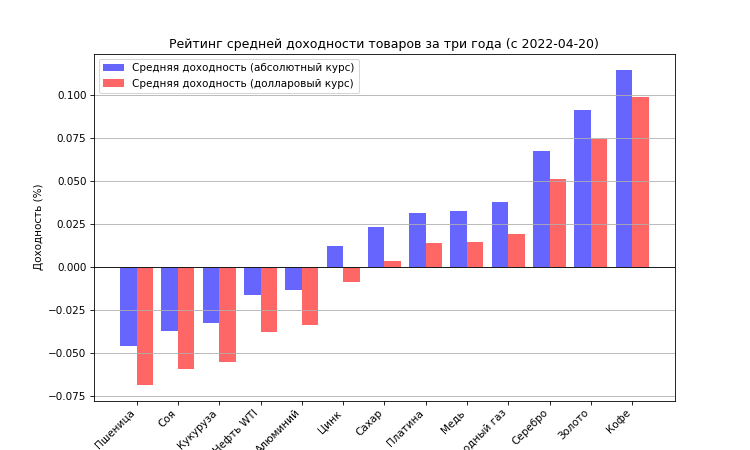 Рейтинг средней доходности товаров за три года (с 2022-04-20)
Средняя доходность (абсолютный курс)
Средняя доходность (долларовый курс)
Доходность (%)
0.100
0.075
0.050
0.025
0.000
−0.025
−0.050
−0.075
Пшеница
Соя
Кукуруза
Нефть WTI
Алюминий
Цинк
Сахар
Платина
Медь
газ
Серебро
Золото
Кофе